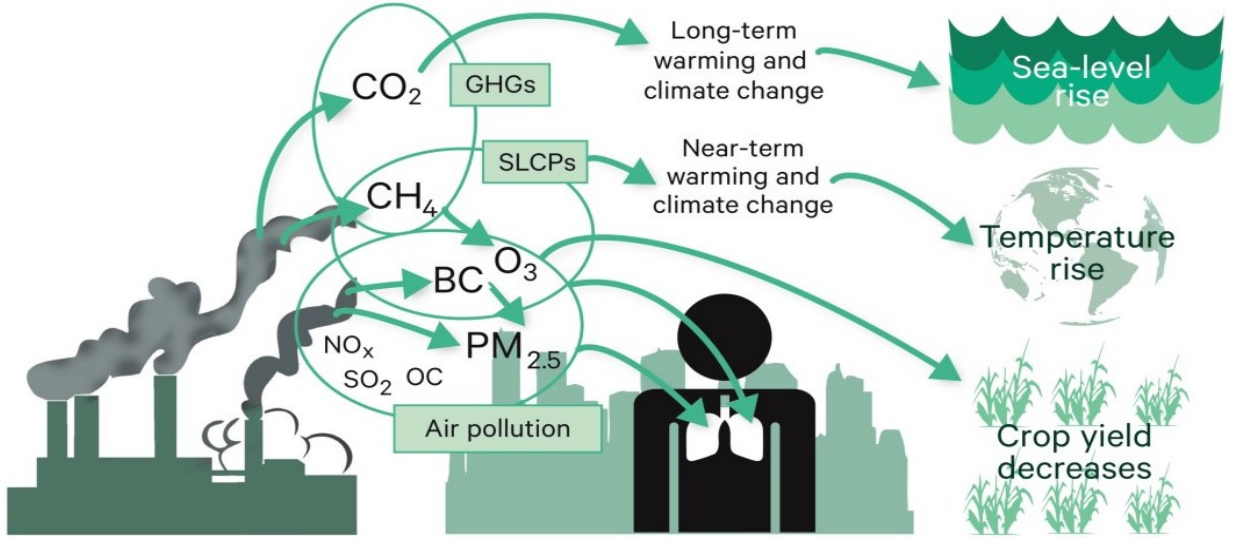 CO₂
GHGs
Long-term
warming and
climate change
Sea-level
rise
SLCPs
Near-term
warming and
climate change
CH₄
O₃
Temperature
rise
BC
NOₓ
PM₂.₅
SO₂ OC
Air pollution
Crop yield
decreases